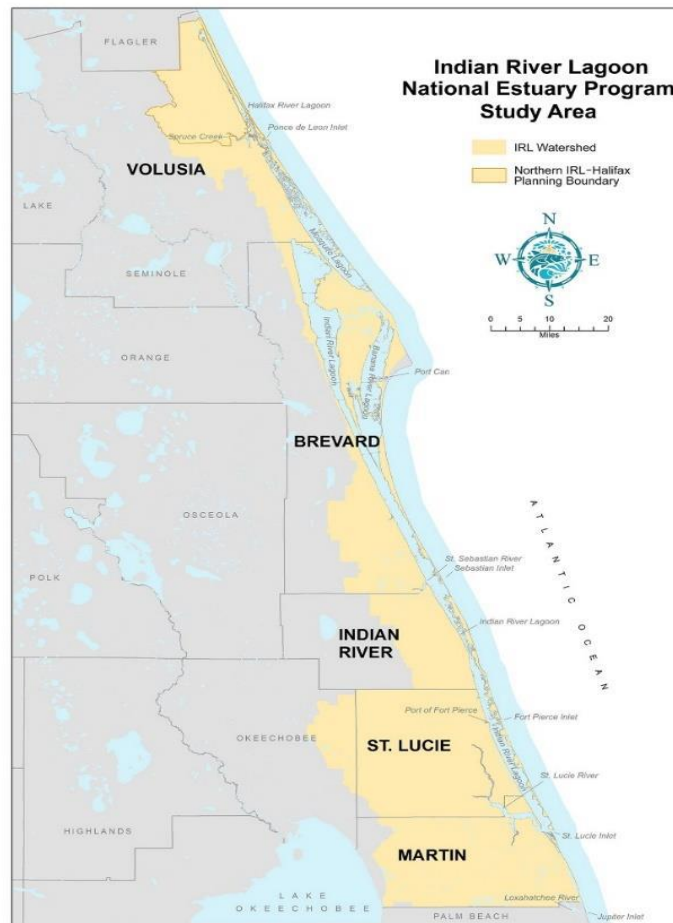 Indian River Lagoon
National Estuary Program
Study Area
IRL Watershed
Northern IRL-Halifax
Planning Boundary
N
W
E
S
0 5 10 20
Miles
FLAGLER
Halifax River Lagoon
Ponce de Leon Inlet
Spruce Creek
VOLUSIA
LAKE
Mosquito Lagoon
SEMINOLE
ORANGE
Indian River Lagoon
Banana River Lagoon
Port Can
BREVARD
OSCEOLA
POLK
ATLANTIC OCEAN
St. Sebastian River
Sebastian Inlet
Indian River Lagoon
INDIAN
RIVER
Port of Fort Pierce
Fort Pierce Inlet
OKEECHOBEE
ST. LUCIE
Indian River Lagoon
St. Lucie River
HIGHLANDS
St. Lucie Inlet
MARTIN
LAKE
OKEECHOBEE
Loxahatchee River
PALM BEACH
Jupiter Inlet